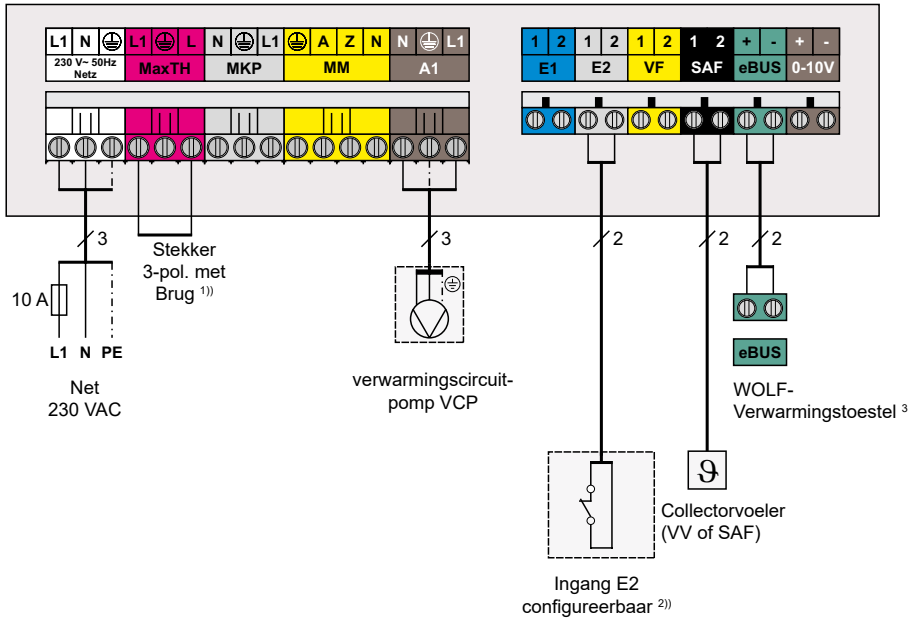 L1 N L1 L N L1 A Z N N L1 1 2 1 2 1 2 1 2 + - + -
230 V~ 50Hz
Netz
MaxTH MKP MM A1 E1 E2 VF SAF eBUS 0-10V
3
3
2
2
2
Stekker
3-pol. met
Brug ¹⁾⁾
10 A
L1 N PE
Net
230 VAC
verwarmingscircuit-
pomp VCP
eBUS
WOLF-
Verwarmingstoestel ³
ϑ
Collectorvoeler
(VV of SAF)
Ingang E2
configureerbaar ²⁾⁾